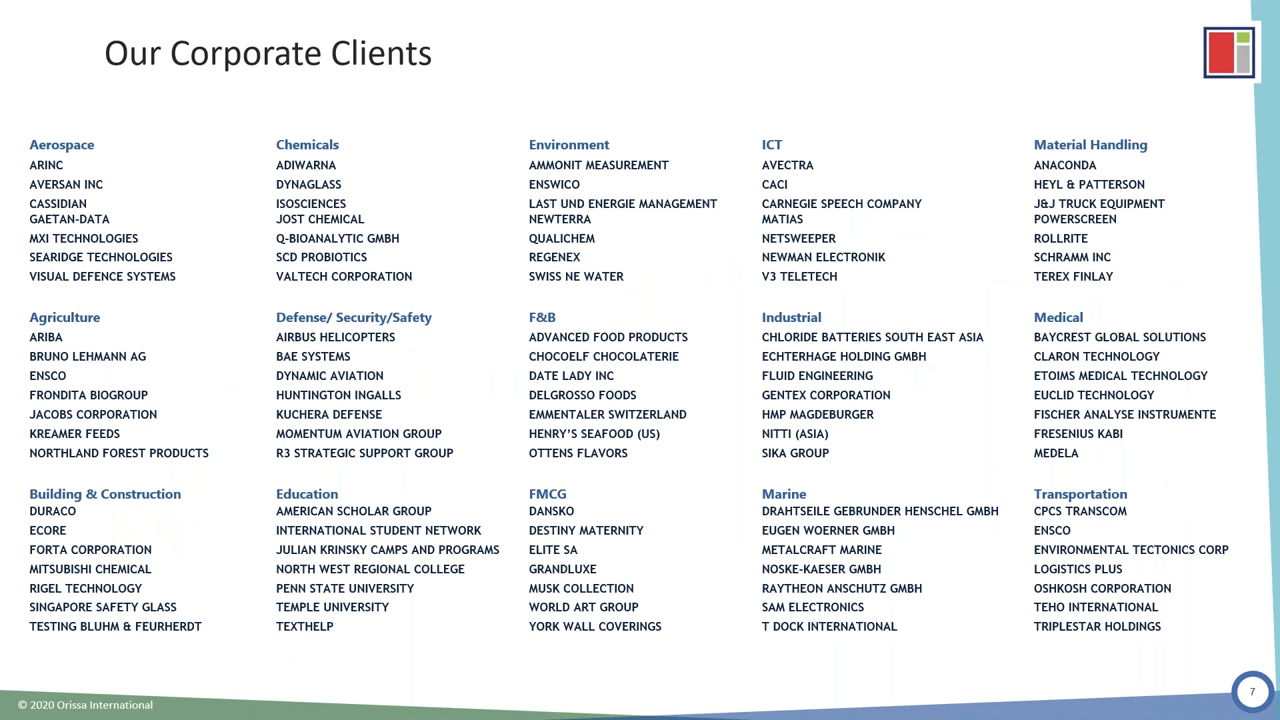 Our Corporate Clients
Aerospace
ARINC
AVERSAN INC
CASSIDIAN
GAETAN-DATA
MXI TECHNOLOGIES
SEARIDGE TECHNOLOGIES
VISUAL DEFENCE SYSTEMS
Chemicals
ADIWARNA
DYNAGLASS
ISOSCIENCES
JOST CHEMICAL
Q-BIOANALYTIC GMBH
SCD PROBIOTICS
VALTECH CORPORATION
Environment
AMMONIT MEASUREMENT
ENSWICO
LAST UND ENERGIE MANAGEMENT
NEWTERRA
QUALICHEM
REGENEX
SWISS NE WATER
ICT
AVECTRA
CACI
CARNEGIE SPEECH COMPANY
MATIAS
NETSWEEPER
NEWMAN ELECTRONIK
V3 TELETECH
Material Handling
ANACONDA
HEYL & PATTERSON
J&J TRUCK EQUIPMENT
POWERSCREEN
ROLLRITE
SCHRAMM INC
TEREX FINLAY
Agriculture
ARIBA
BRUNO LEHMANN AG
ENSCO
FRONDITA BIOGROUP
JACOBS CORPORATION
KREAMER FEEDS
NORTHLAND FOREST PRODUCTS
Defense/ Security/Safety
AIRBUS HELICOPTERS
BAE SYSTEMS
DYNAMIC AVIATION
HUNTINGTON INGALLS
KUCHERA DEFENSE
MOMENTUM AVIATION GROUP
R3 STRATEGIC SUPPORT GROUP
F&B
ADVANCED FOOD PRODUCTS
CHOCOELF CHOCOLATERIE
DATE LADY INC
DELGROSSO FOODS
EMMENTALER SWITZERLAND
HENRY'S SEAFOOD (US)
OTTENS FLAVORS
Industrial
CHLORIDE BATTERIES SOUTH EAST ASIA
ECHTERHAGE HOLDING GMBH
FLUID ENGINEERING
GENTEX CORPORATION
HMP MAGDEBURGER
NITTI (ASIA)
SIKA GROUP
Medical
BAYCREST GLOBAL SOLUTIONS
CLARON TECHNOLOGY
ETOIMS MEDICAL TECHNOLOGY
EUCLID TECHNOLOGY
FISCHER ANALYSE INSTRUMENTE
FRESENIUS KABI
MEDELA
Building & Construction
DURACO
ECORE
FORTA CORPORATION
MITSUBISHI CHEMICAL
RIGEL TECHNOLOGY
SINGAPORE SAFETY GLASS
TESTING BLUHM & FEURHERDT
Education
AMERICAN SCHOLAR GROUP
INTERNATIONAL STUDENT NETWORK
JULIAN KRINSKY CAMPS AND PROGRAMS
NORTH WEST REGIONAL COLLEGE
PENN STATE UNIVERSITY
TEMPLE UNIVERSITY
TEXTHELP
FMCG
DANSKO
DESTINY MATERNITY
ELITE SA
GRANDLUXE
MUSK COLLECTION
WORLD ART GROUP
YORK WALL COVERINGS
Marine
DRAHTSEILE GEBRUNDER HENSCHEL GMBH
EUGEN WOERNER GMBH
METALCRAFT MARINE
NOSKE-KAESER GMBH
RAYTHEON ANSCHUTZ GMBH
SAM ELECTRONICS
T DOCK INTERNATIONAL
Transportation
CPCS TRANSCOM
ENSCO
ENVIRONMENTAL TECTONICS CORP
LOGISTICS PLUS
OSHKOSH CORPORATION
TEHO INTERNATIONAL
TRIPLESTAR HOLDINGS
© 2020 Orissa International
7